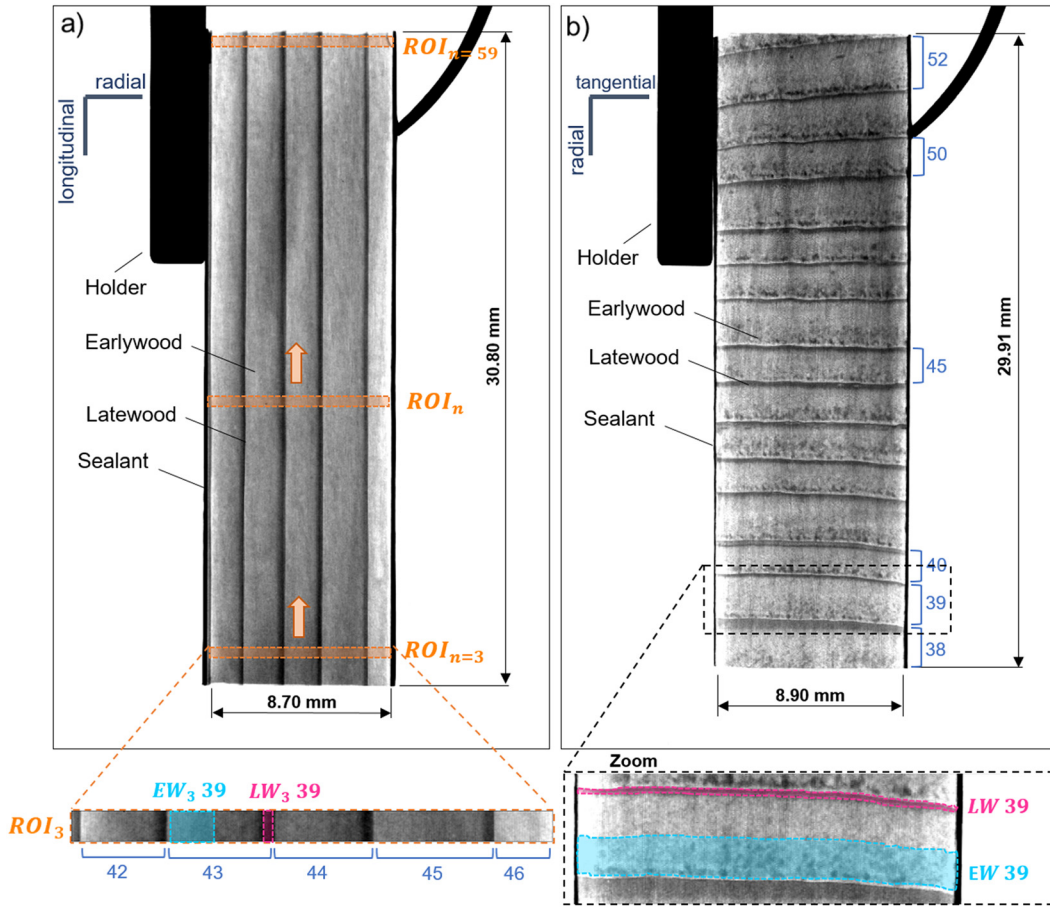 a)
ROIₙ₌₅₉
radial
longitudinal
Holder
Earlywood
Latewood
Sealant
ROIₙ
ROIₙ₌₃
30.80 mm
8.70 mm
EW₃ 39
LW₃ 39
ROI₃
42
43
44
45
46
b)
tangential
radial
Holder
Earlywood
Latewood
Sealant
52
50
45
40
39
38
29.91 mm
8.90 mm
Zoom
LW 39
EW 39